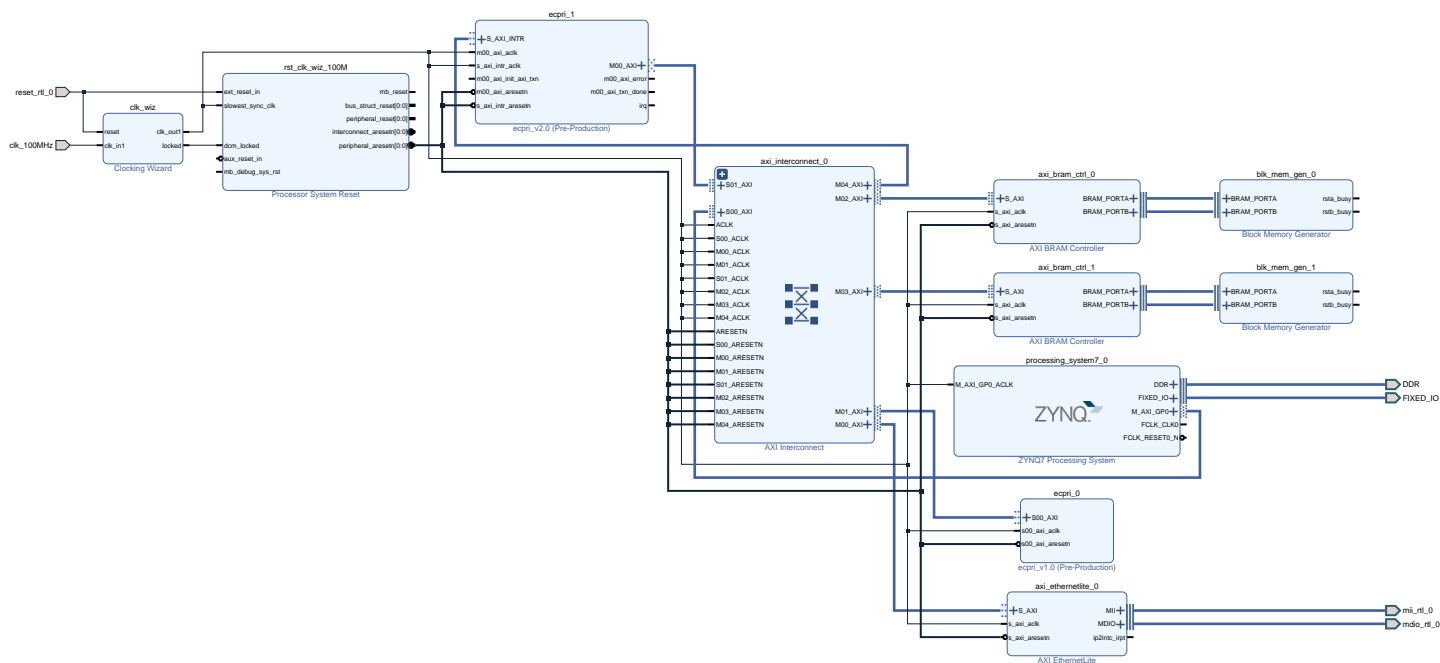 reset_rtl_0
clk_100MHz
clk_wiz
reset
clk_in1
clk_out1
locked
Clocking Wizard
rst_clk_wiz_100M
ext_reset_in
slowest_sync_clk
dcm_locked
aux_reset_in
mb_debug_sys_rst
mb_reset
bus_struct_reset[0:0]
peripheral_reset[0:0]
interconnect_aresetn[0:0]
peripheral_aresetn[0:0]
Processor System Reset
ecpri_1
S_AXI_INTR
m00_axi_aclk
s_axi_intr_aclk
m00_axi_init_axi_txn
m00_axi_aresetn
s_axi_intr_aresetn
M00_AXI
m00_axi_error
m00_axi_txn_done
irq
ecpri_v2.0 (Pre-Production)
axi_interconnect_0
S01_AXI
S00_AXI
ACLK
S00_ACLK
M00_ACLK
M01_ACLK
S01_ACLK
M02_ACLK
M03_ACLK
M04_ACLK
ARESETN
S00_ARESETN
M00_ARESETN
M01_ARESETN
S01_ARESETN
M02_ARESETN
M03_ARESETN
M04_ARESETN
M04_AXI
M02_AXI
M03_AXI
M01_AXI
M00_AXI
AXI Interconnect
axi_bram_ctrl_0
S_AXI
s_axi_aclk
s_axi_aresetn
BRAM_PORTA
BRAM_PORTB
AXI BRAM Controller
blk_mem_gen_0
BRAM_PORTA
BRAM_PORTB
rsta_busy
rstb_busy
Block Memory Generator
axi_bram_ctrl_1
S_AXI
s_axi_aclk
s_axi_aresetn
BRAM_PORTA
BRAM_PORTB
AXI BRAM Controller
blk_mem_gen_1
BRAM_PORTA
BRAM_PORTB
rsta_busy
rstb_busy
Block Memory Generator
processing_system7_0
M_AXI_GP0_ACLK
ZYNQ
DDR
FIXED_IO
M_AXI_GP0
FCLK_CLK0
FCLK_RESET0_N
ZYNQ7 Processing System
DDR
FIXED_IO
ecpri_0
S00_AXI
s00_axi_aclk
s00_axi_aresetn
ecpri_v1.0 (Pre-Production)
axi_ethernetlite_0
S_AXI
s_axi_aclk
s_axi_aresetn
MII
MDIO
ip2intc_irpt
AXI EthernetLite
mii_rtl_0
mdio_rtl_0